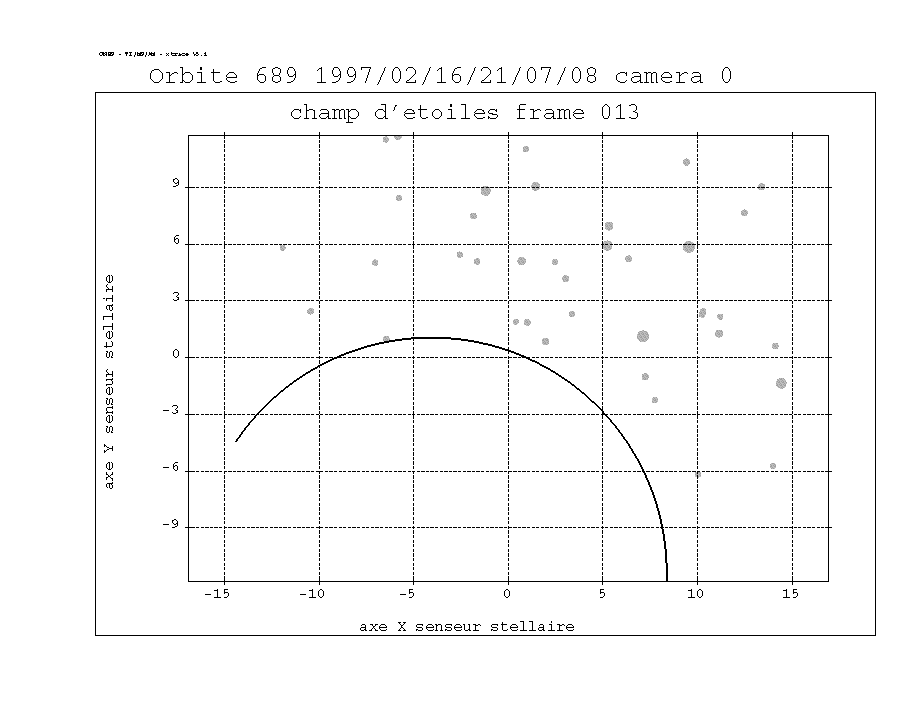 Orbite 689 1997/02/16/21/07/08 camera 0
champ d'etoiles frame 013
9
6
3
0
-3
-6
-9
axe Y senseur stellaire
-15 -10 -5 0 5 10 15
axe X senseur stellaire